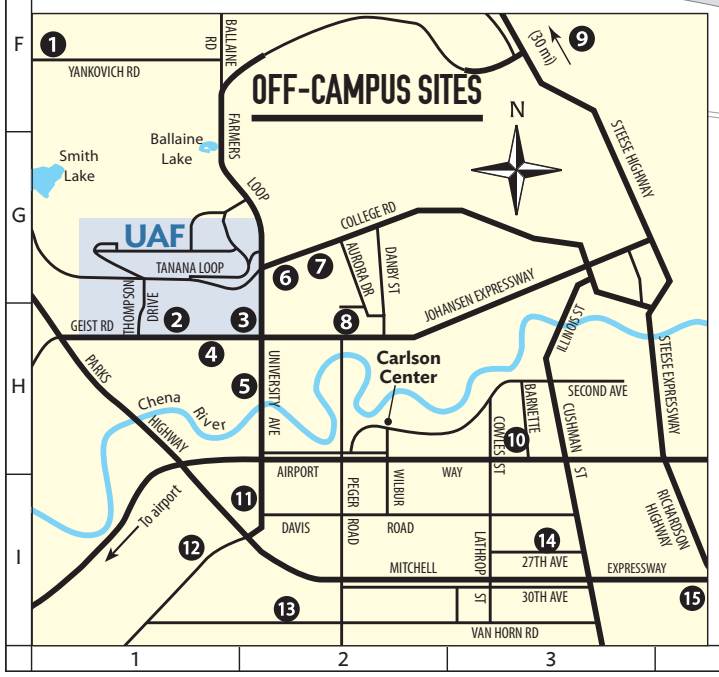 F
1
YANKOVICH RD
BALLAINE
RD
OFF-CAMPUS SITES
(30 mi)
9
N
STEESE HIGHWAY
Smith
Lake
Ballaine
Lake
FARMERS
LOOP
G
UAF
TANANA LOOP
COLLEGE RD
6
7
AURORA DR
DANBY ST
JOHANSEN EXPRESSWAY
THOMPSON
DRIVE
2
3
8
ILLINOIS ST
GEIST RD
4
H
PARKS
HIGHWAY
5
UNIVERSITY
AVE
Carlson
Center
Chena
River
SECOND AVE
STEESE EXPRESSWAY
BARNETTE
COWLES
ST
10
CUSHMAN
ST
AIRPORT
WAY
11
PEGER
ROAD
WILBUR
RICHARDSON
HIGHWAY
To airport
DAVIS
ROAD
LATHROP
ST
I
12
14
27TH AVE
MITCHELL
EXPRESSWAY
13
30TH AVE
15
VAN HORN RD
1
2
3